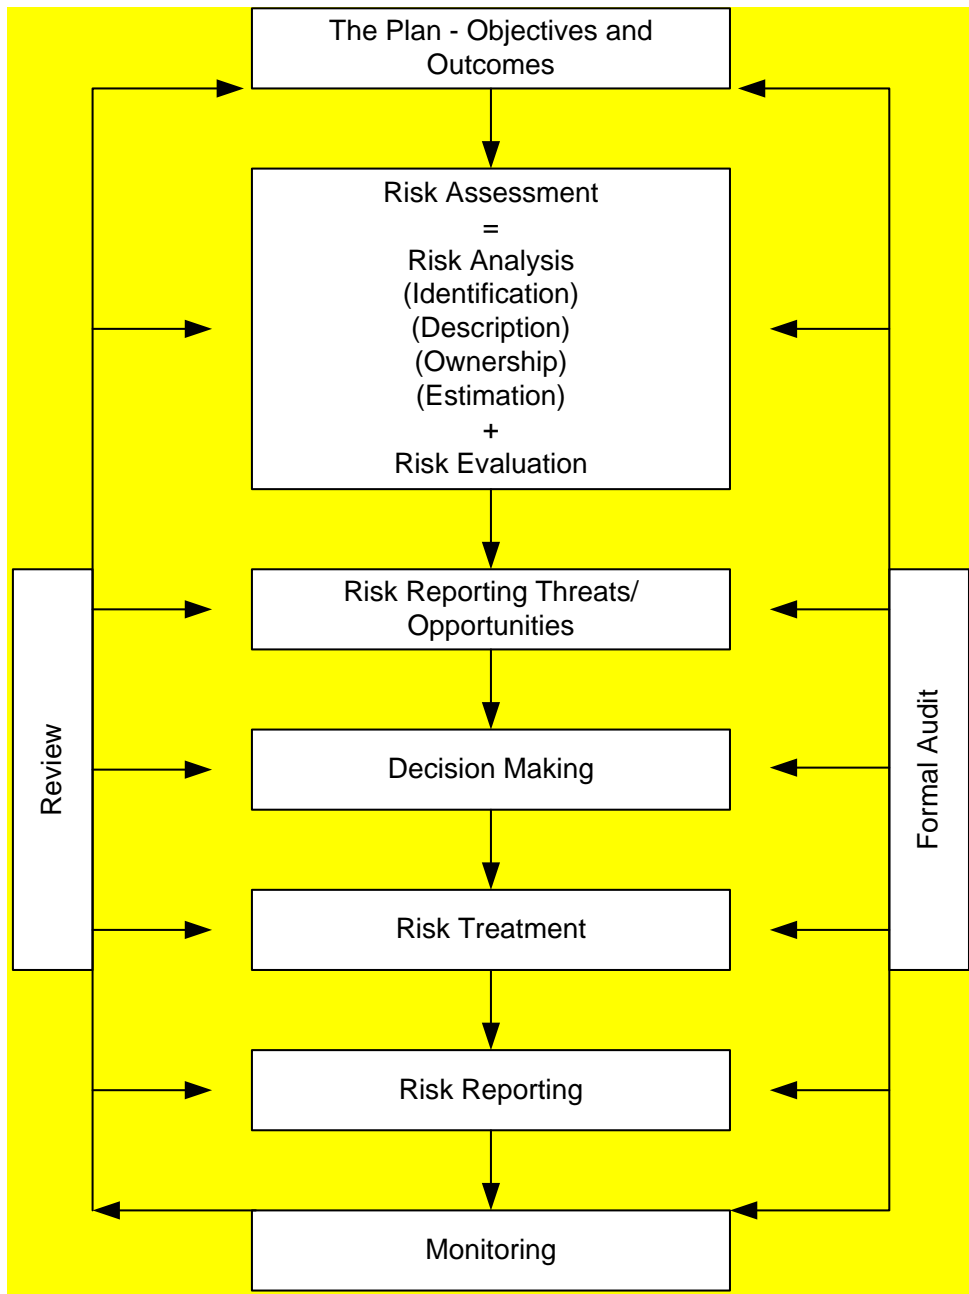 The Plan - Objectives and
Outcomes
Risk Assessment
=
Risk Analysis
(Identification)
(Description)
(Ownership)
(Estimation)
+
Risk Evaluation
Risk Reporting Threats/
Opportunities
Review
Formal Audit
Decision Making
Risk Treatment
Risk Reporting
Monitoring